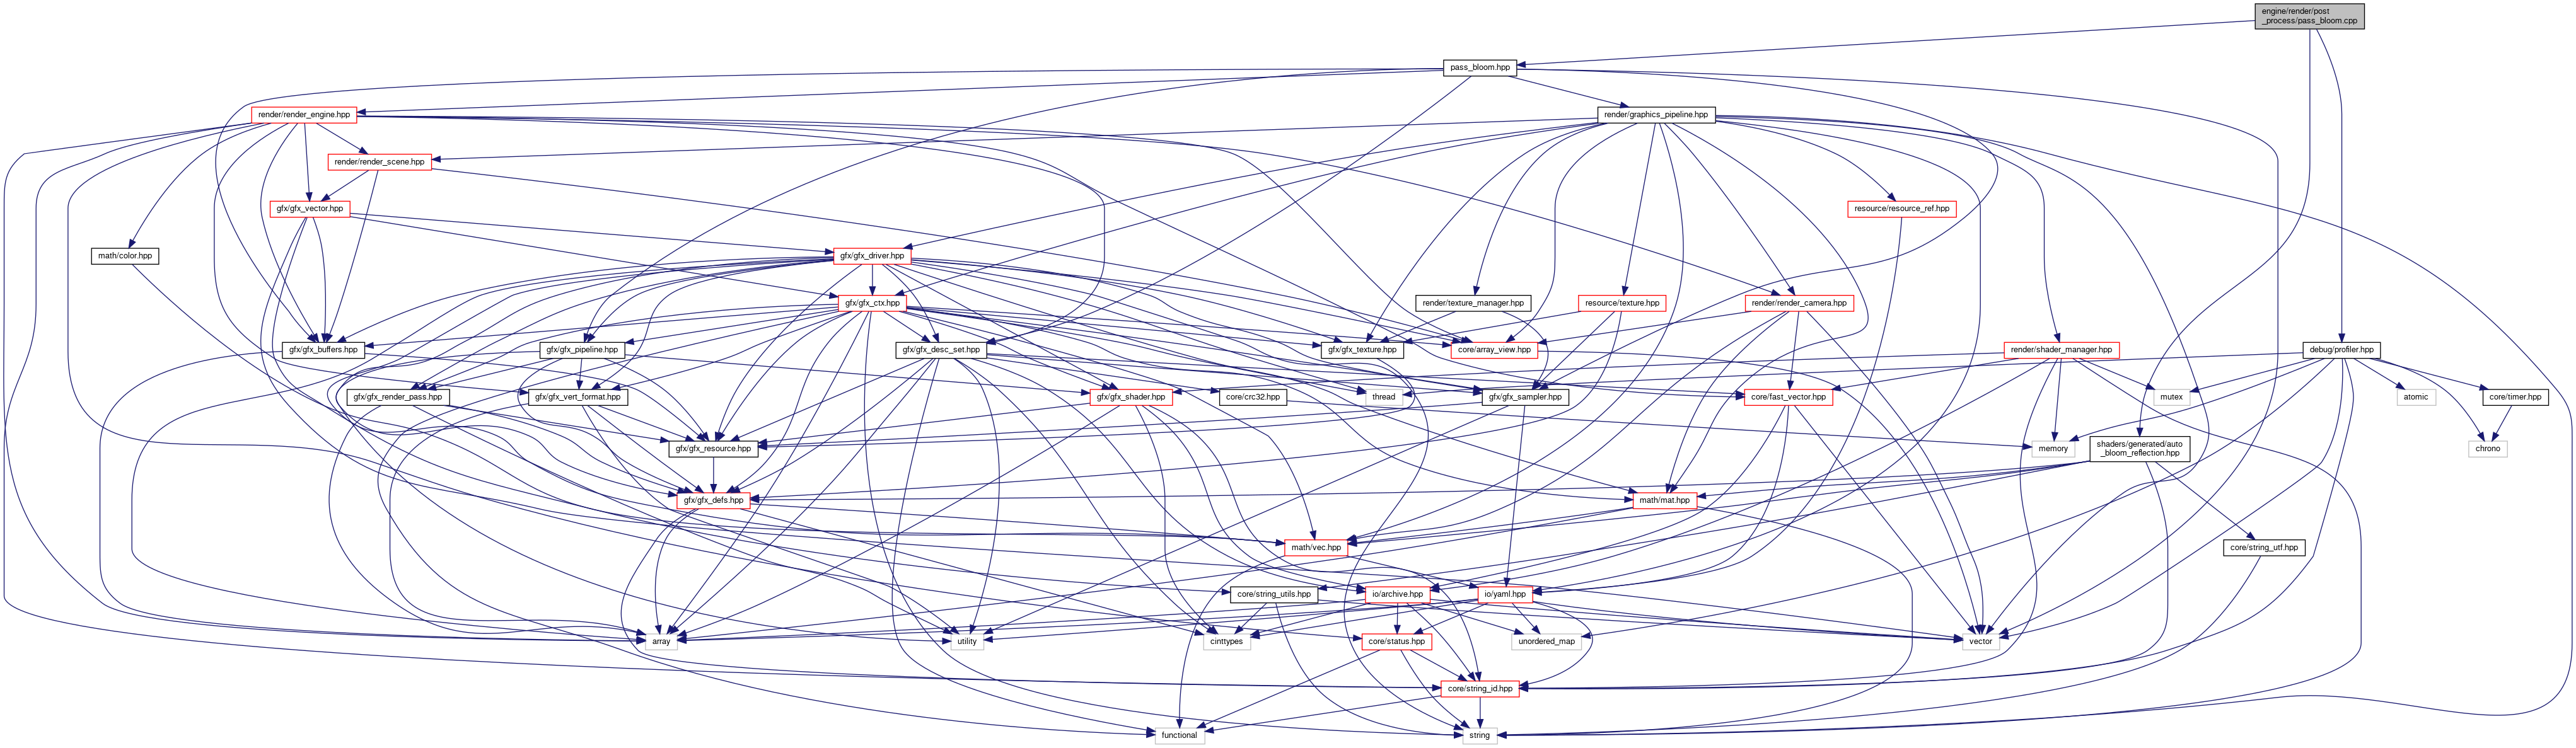 engine/render/post
_process/pass_bloom.cpp
pass_bloom.hpp
render/render_engine.hpp
render/graphics_pipeline.hpp
render/render_scene.hpp
gfx/gfx_vector.hpp
resource/resource_ref.hpp
math/color.hpp
gfx/gfx_driver.hpp
gfx/gfx_ctx.hpp
render/texture_manager.hpp
resource/texture.hpp
render/render_camera.hpp
gfx/gfx_buffers.hpp
gfx/gfx_pipeline.hpp
gfx/gfx_desc_set.hpp
gfx/gfx_texture.hpp
core/array_view.hpp
render/shader_manager.hpp
debug/profiler.hpp
gfx/gfx_render_pass.hpp
gfx/gfx_vert_format.hpp
gfx/gfx_shader.hpp
core/crc32.hpp
thread
gfx/gfx_sampler.hpp
core/fast_vector.hpp
mutex
atomic
core/timer.hpp
gfx/gfx_resource.hpp
memory
shaders/generated/auto
_bloom_reflection.hpp
chrono
gfx/gfx_defs.hpp
math/mat.hpp
math/vec.hpp
core/string_utf.hpp
core/string_utils.hpp
io/archive.hpp
io/yaml.hpp
array
utility
cinttypes
core/status.hpp
unordered_map
vector
core/string_id.hpp
functional
string